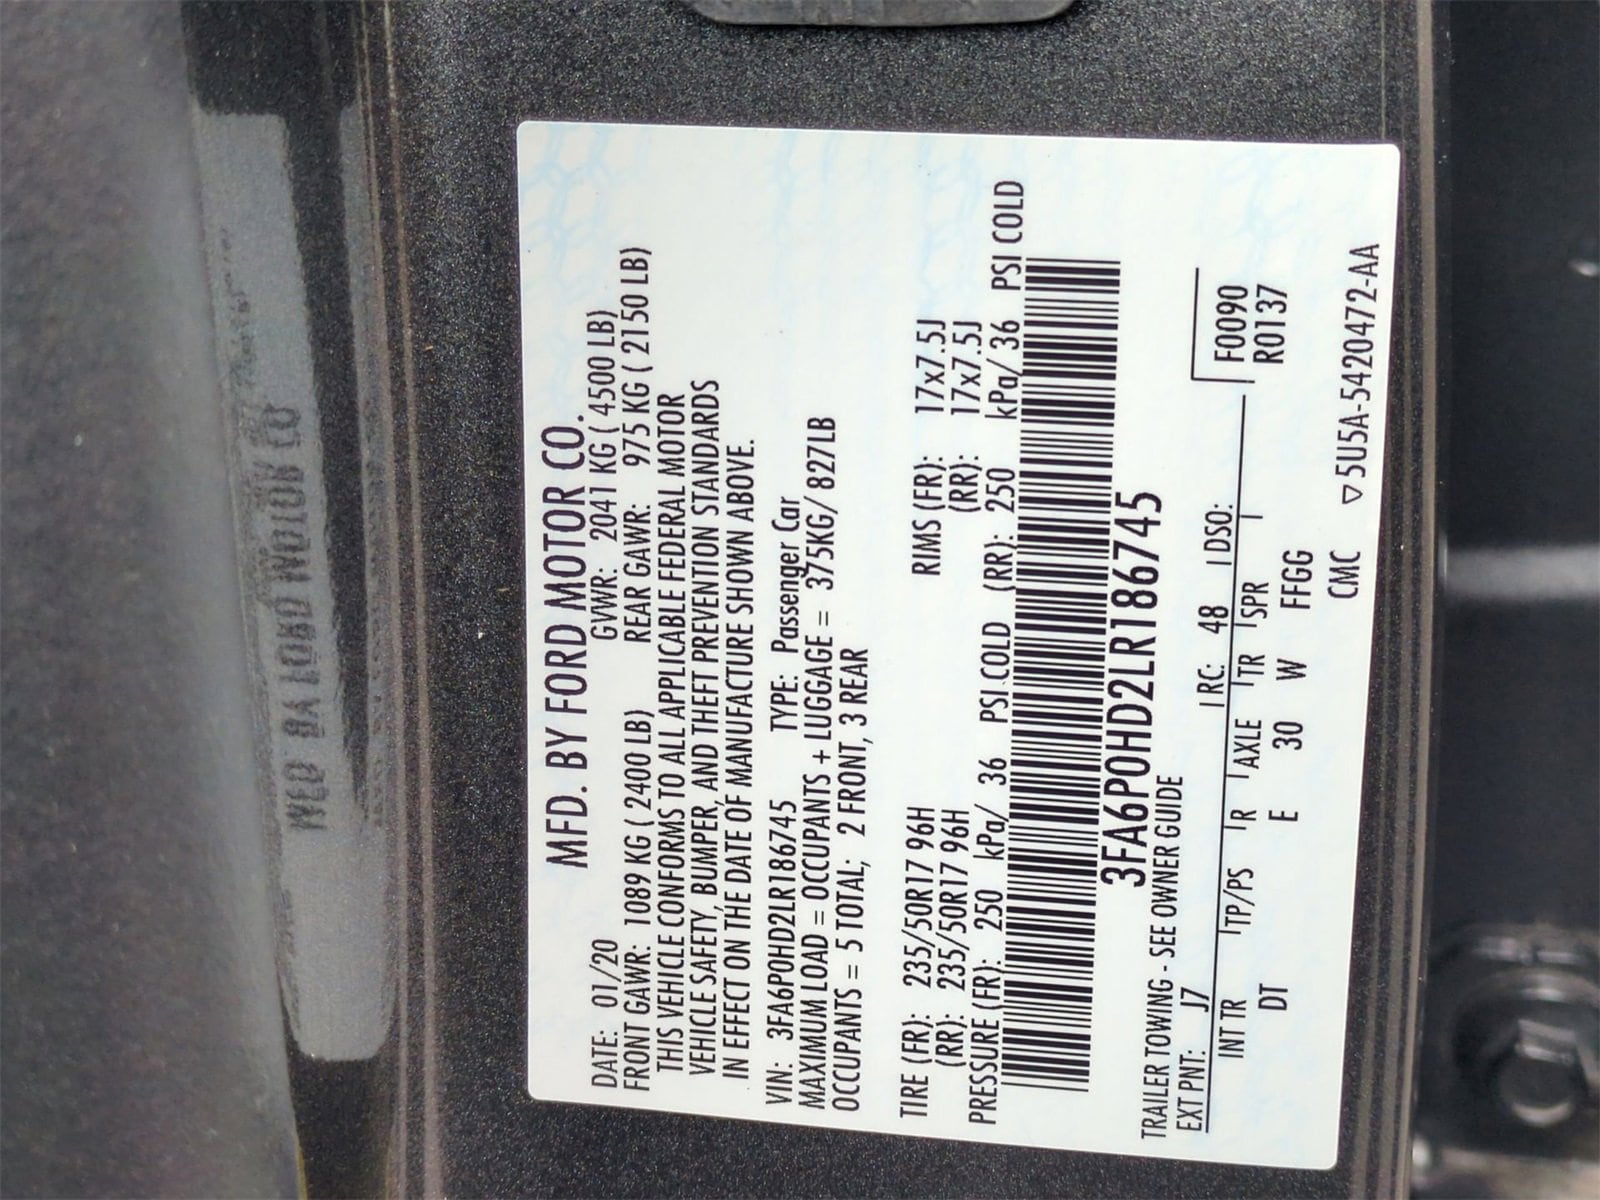 MFD. BY FORD MOTOR CO.
DATE: 01/20 GVWR: 2041 KG ( 4500 LB)
FRONT GAWR: 1089 KG ( 2400 LB) REAR GAWR: 975 KG ( 2150 LB)
THIS VEHICLE CONFORMS TO ALL APPLICABLE FEDERAL MOTOR
VEHICLE SAFETY, BUMPER, AND THEFT PREVENTION STANDARDS
IN EFFECT ON THE DATE OF MANUFACTURE SHOWN ABOVE.
VIN: 3FA6P0HD2LR186745 TYPE: Passenger Car
MAXIMUM LOAD = OCCUPANTS + LUGGAGE = 375KG/ 827LB
OCCUPANTS = 5 TOTAL; 2 FRONT, 3 REAR
TIRE (FR): 235/50R17 96H RIMS (FR): 17x7.5J
(RR): 235/50R17 96H (RR): 17x7.5J
PRESSURE (FR): 250 kPa/ 36 PSI COLD (RR): 250 kPa/ 36 PSI COLD
3FA6P0HD2LR186745
TRAILER TOWING - SEE OWNER GUIDE
EXT PNT: J7 RC: 48 DSO:
INT TR TP/PS R AXLE TR SPR
DT E 30 W FFGG
F0090
R0137
CMC ▽5U5A-5420472-AA